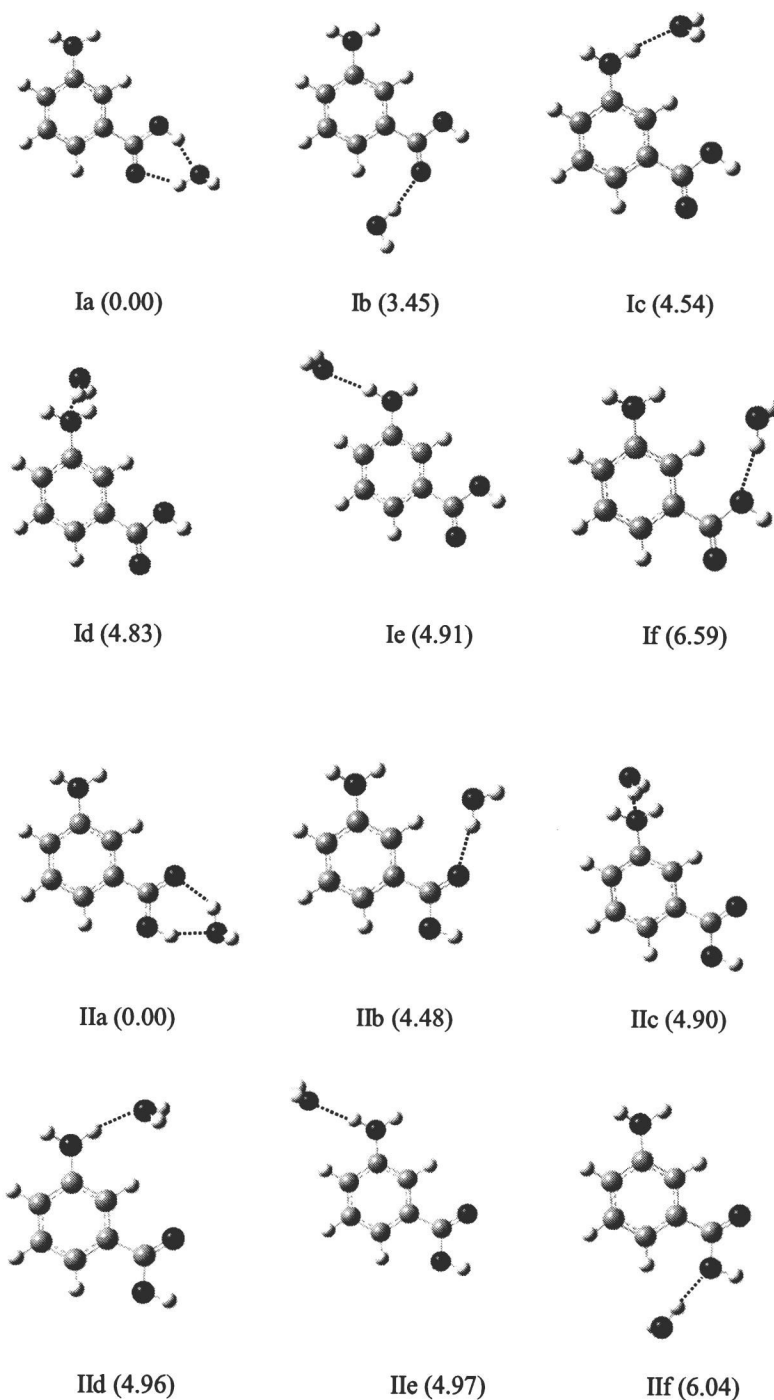 Ia (0.00) Ib (3.45) Ic (4.54)
Id (4.83) Ie (4.91) If (6.59)
IIa (0.00) IIb (4.48) IIc (4.90)
IId (4.96) IIe (4.97) IIf (6.04)